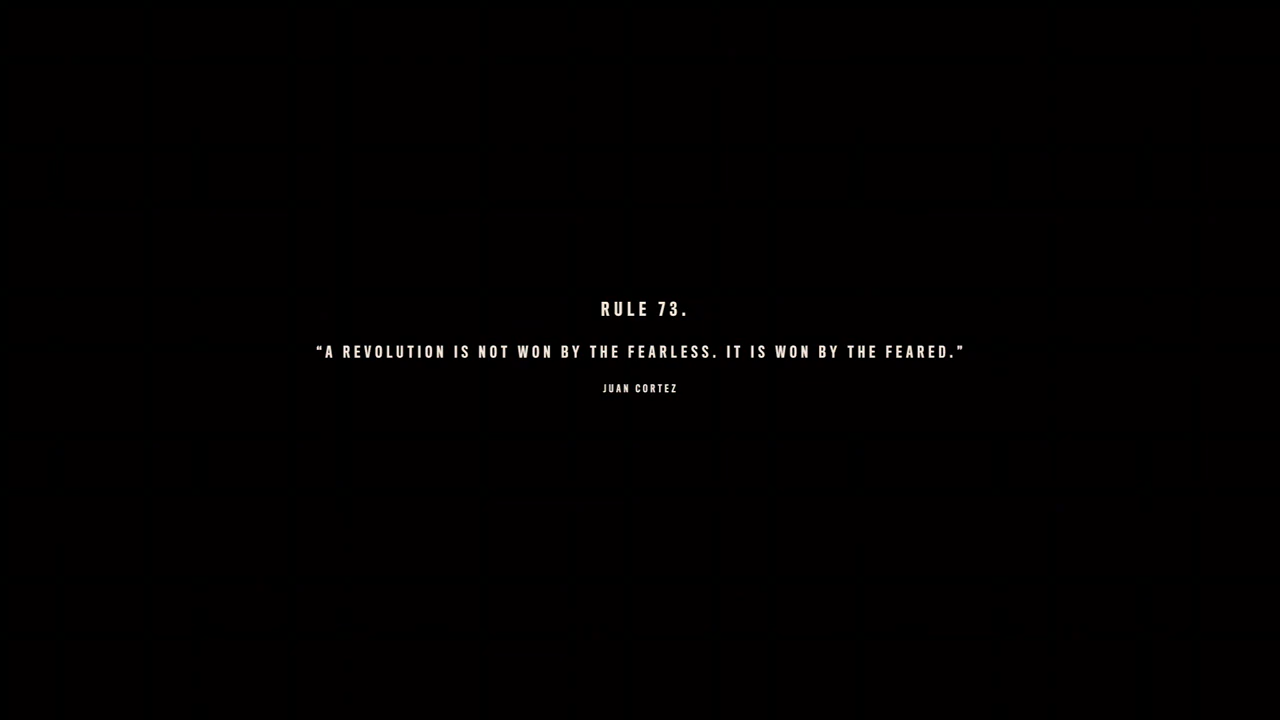 RULE 73.
“A REVOLUTION IS NOT WON BY THE FEARLESS. IT IS WON BY THE FEARED.”
JUAN CORTEZ